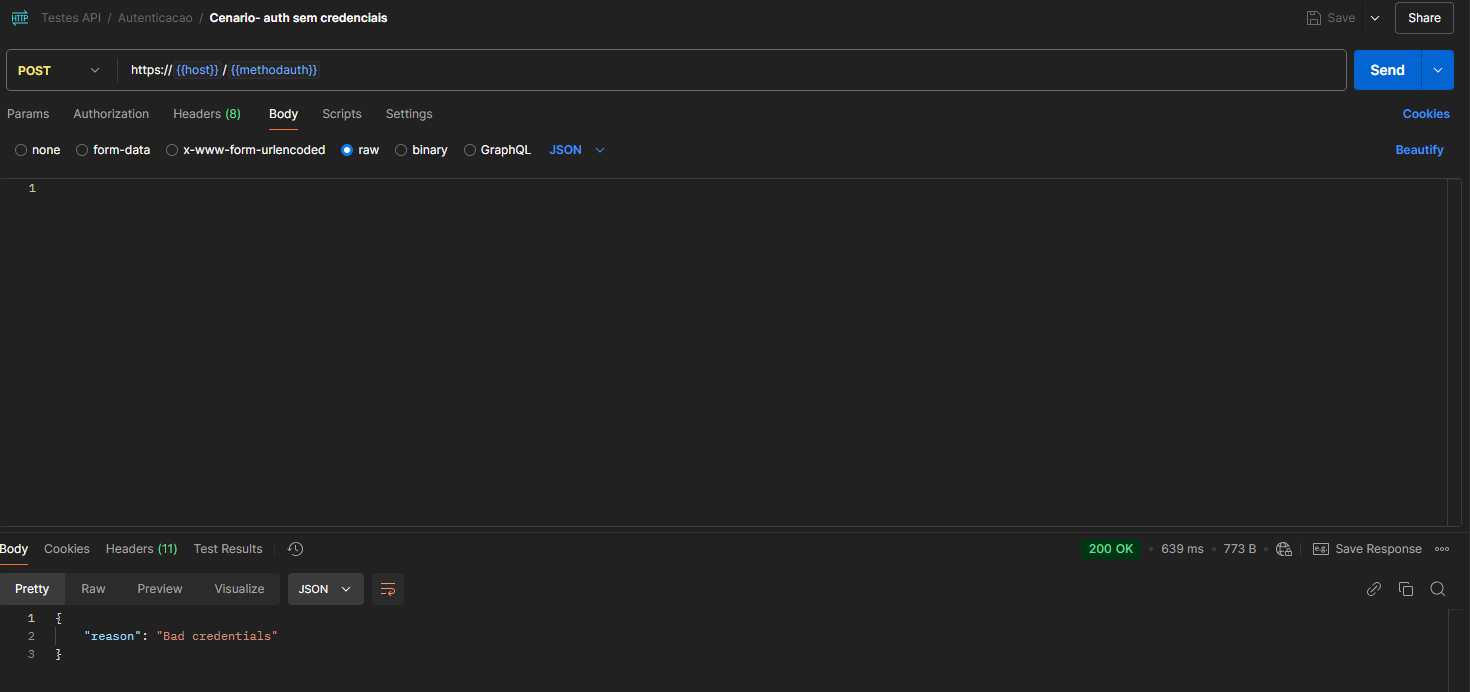 HTTP Testes API / Autenticacao / Cenario- auth sem credenciais Save Share
POST https:// {{host}} / {{methodauth}} Send
Params Authorization Headers (8) Body Scripts Settings Cookies
none form-data x-www-form-urlencoded raw binary GraphQL JSON Beautify
1
Body Cookies Headers (11) Test Results 200 OK • 639 ms • 773 B • e.g. Save Response
Pretty Raw Preview Visualize JSON
1 {
2 "reason": "Bad credentials"
3 }